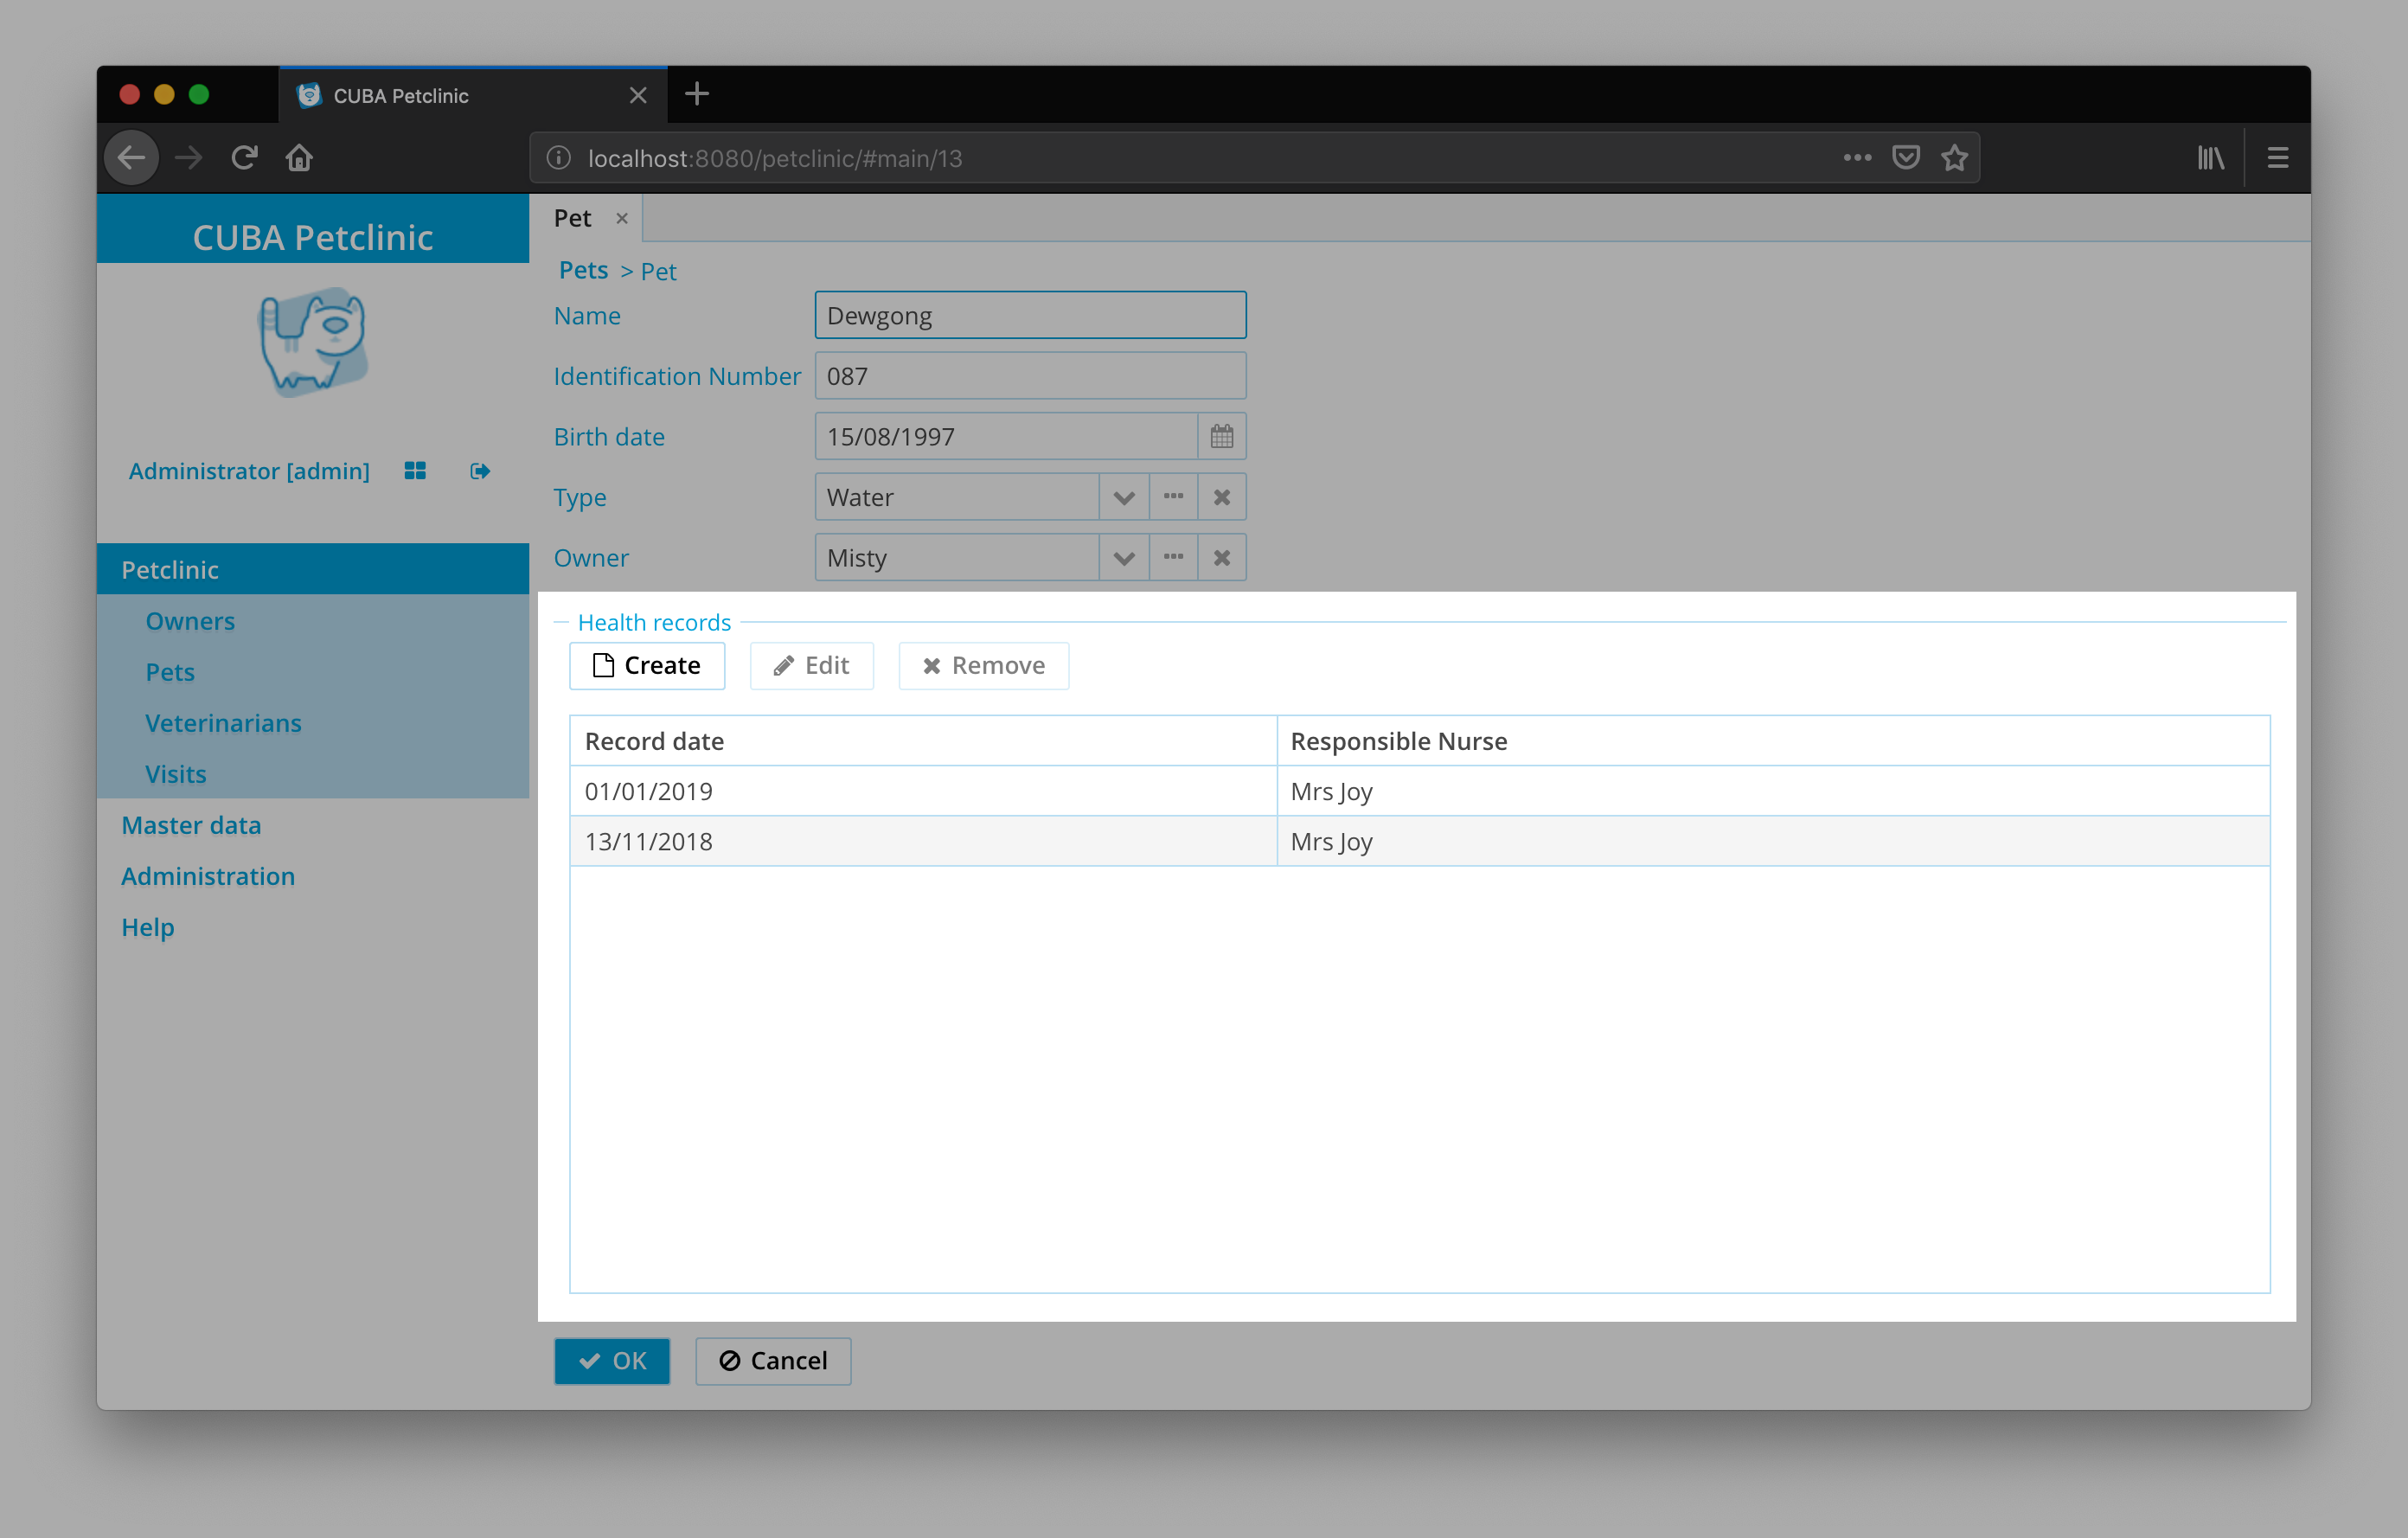 CUBA Petclinic
localhost:8080/petclinic/#main/13
CUBA Petclinic
Administrator [admin]
Petclinic
Owners
Pets
Veterinarians
Visits
Master data
Administration
Help
Pet
Pets > Pet
Name Dewgong
Identification Number 087
Birth date 15/08/1997
Type Water
Owner Misty
Health records
Create Edit Remove
Record date Responsible Nurse
01/01/2019 Mrs Joy
13/11/2018 Mrs Joy
OK Cancel